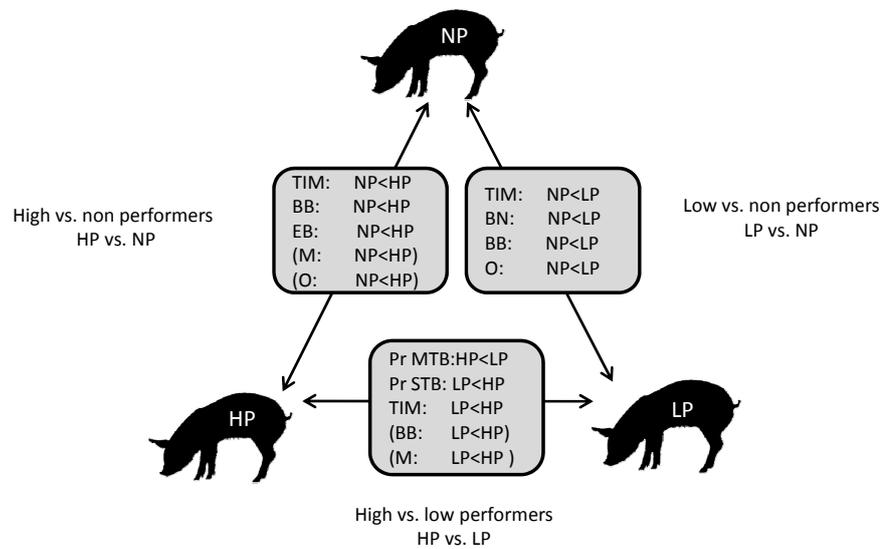 NP
TIM: NP<HP
BB: NP<HP
EB: NP<HP
(M: NP<HP)
(O: NP<HP)
TIM: NP<LP
BN: NP<LP
BB: NP<LP
O: NP<LP
High vs. non performers
HP vs. NP
Low vs. non performers
LP vs. NP
Pr MTB:HP<LP
Pr STB: LP<HP
TIM: LP<HP
(BB: LP<HP)
(M: LP<HP )
HP
LP
High vs. low performers
HP vs. LP